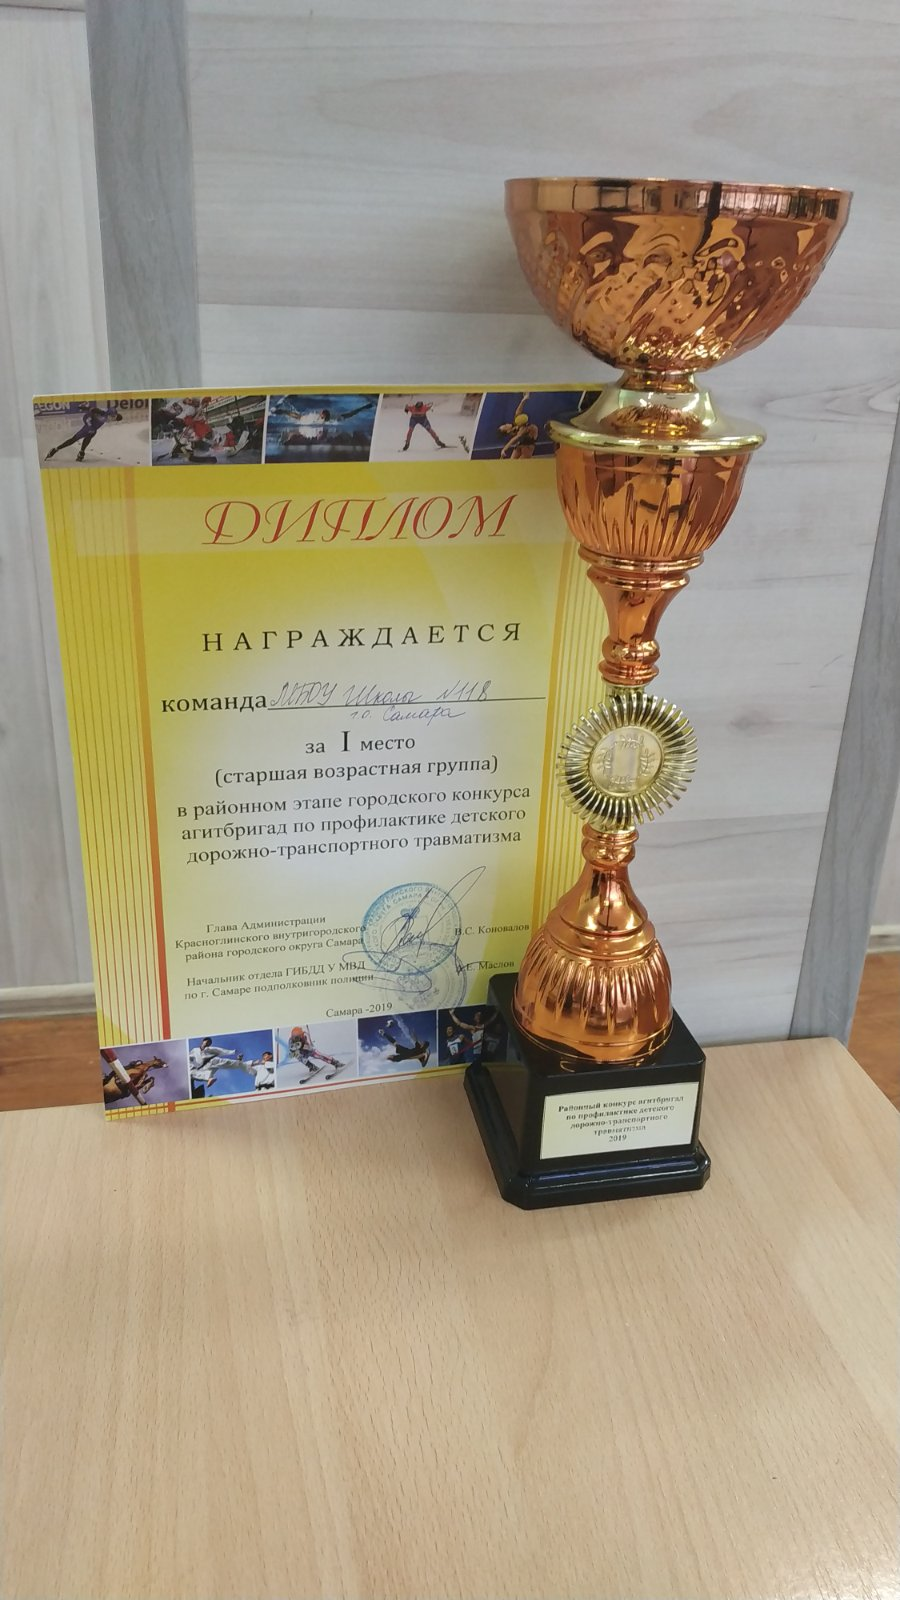 Deloi
ДИПЛОМ
НАГРАЖДАЕТСЯ
команда МБОУ Школы №118
г.о. Самара
за I место
(старшая возрастная группа)
в районном этапе городского конкурса
агитбригад по профилактике детского
дорожно-транспортного травматизма
Глава Администрации
Красноглинского внутригородского
района городского округа Самара
В.С. Коновалов
Начальник отдела ГИБДД У МВД
по г. Самаре подполковник полиции
Маслов
Самара -2019
Районный конкурс агитбригад
по профилактике детского
дорожно-транспортного
травматизма
2019